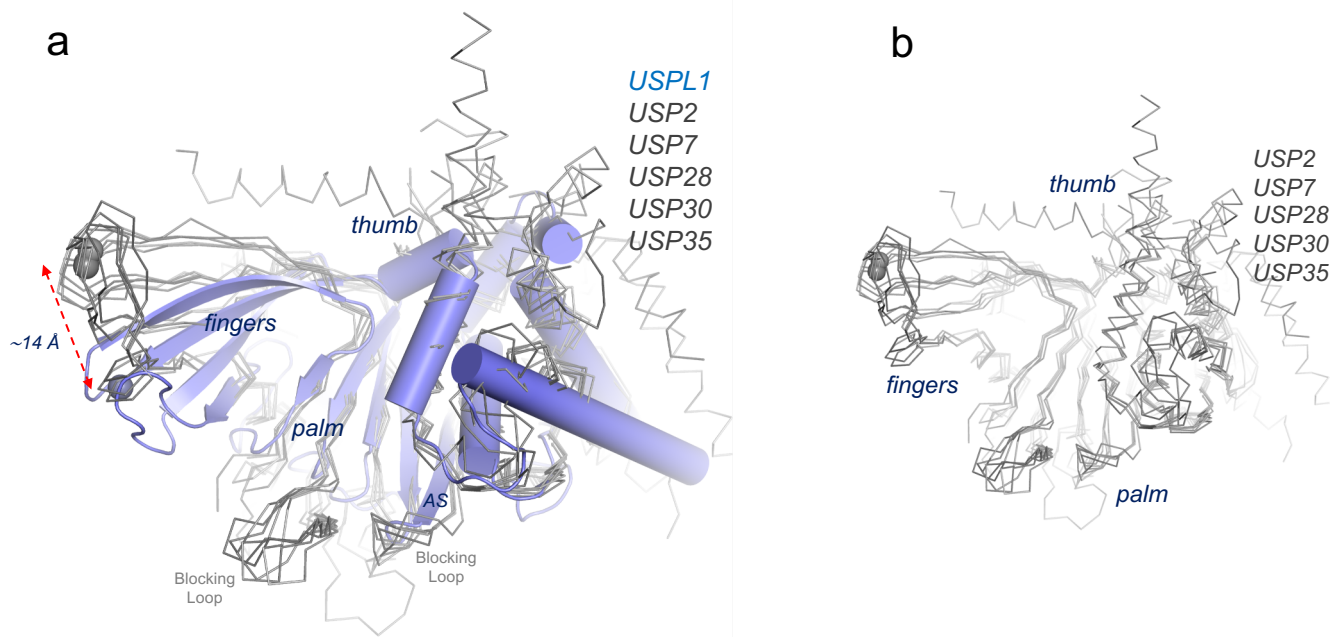 a
USPL1
USP2
USP7
USP28
USP30
USP35
thumb
fingers
~14 Å
palm
AS
Blocking
Loop
Blocking
Loop
b
USP2
USP7
USP28
USP30
USP35
thumb
fingers
palm